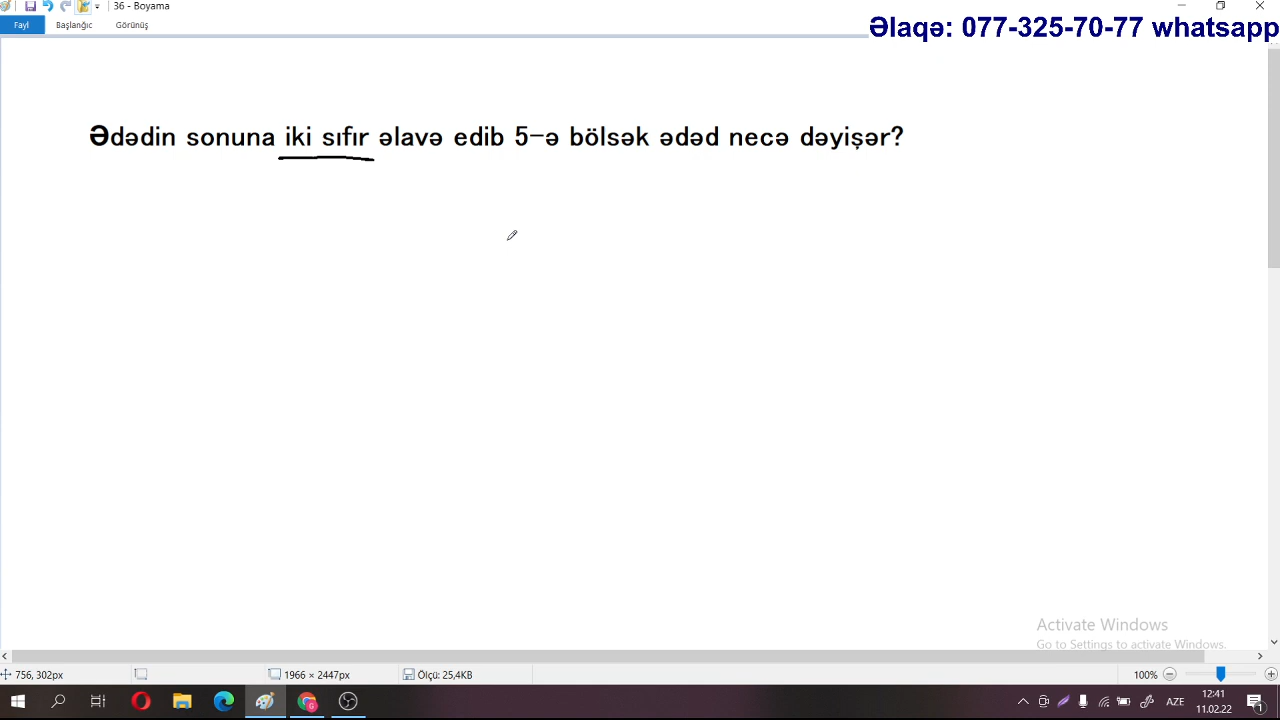 36 - Boyama
Əlaqə: 077-325-70-77 whatsapp
Fayl Başlanğıc Görünüş
Ədədin sonuna iki sıfır əlavə edib 5-ə bölsək ədəd necə dəyişər?
Activate Windows
Go to Settings to activate Windows.
756, 302px 1966 × 2447px Ölçü: 25,4KB 100%
AZE 12:41
11.02.22
1